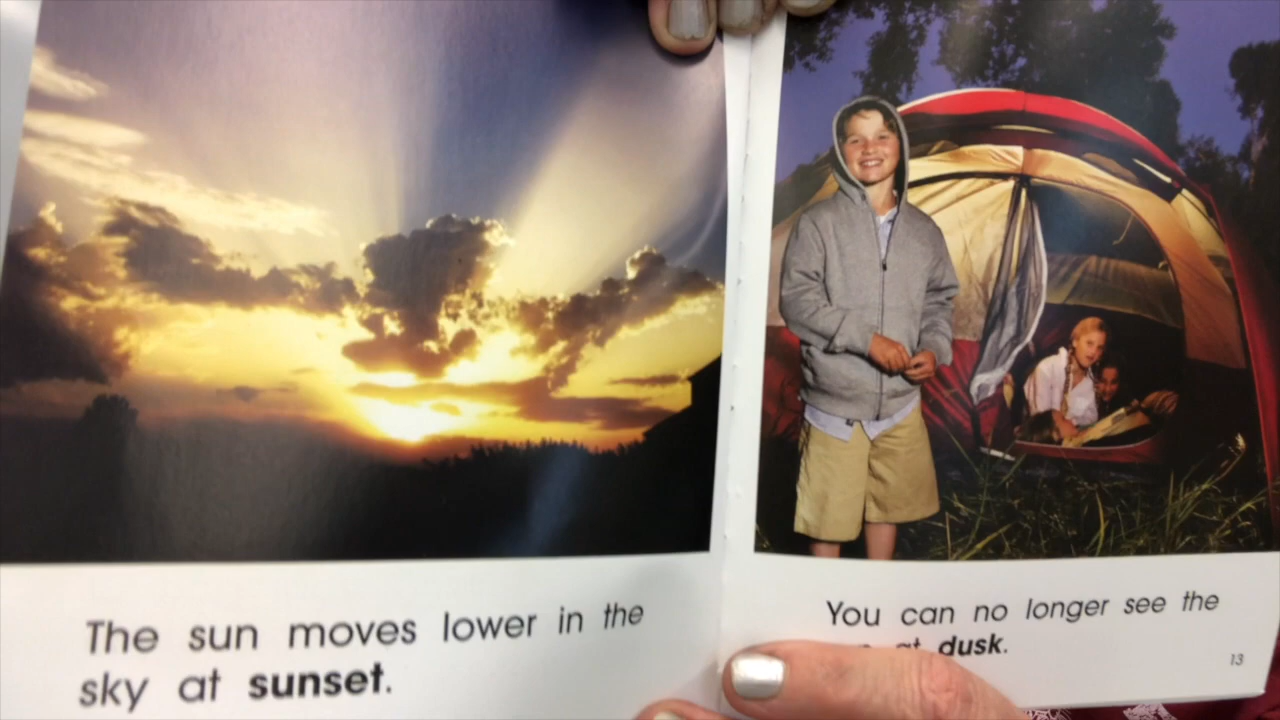 The sun moves lower in the
sky at sunset.
You can no longer see the
at dusk.
13